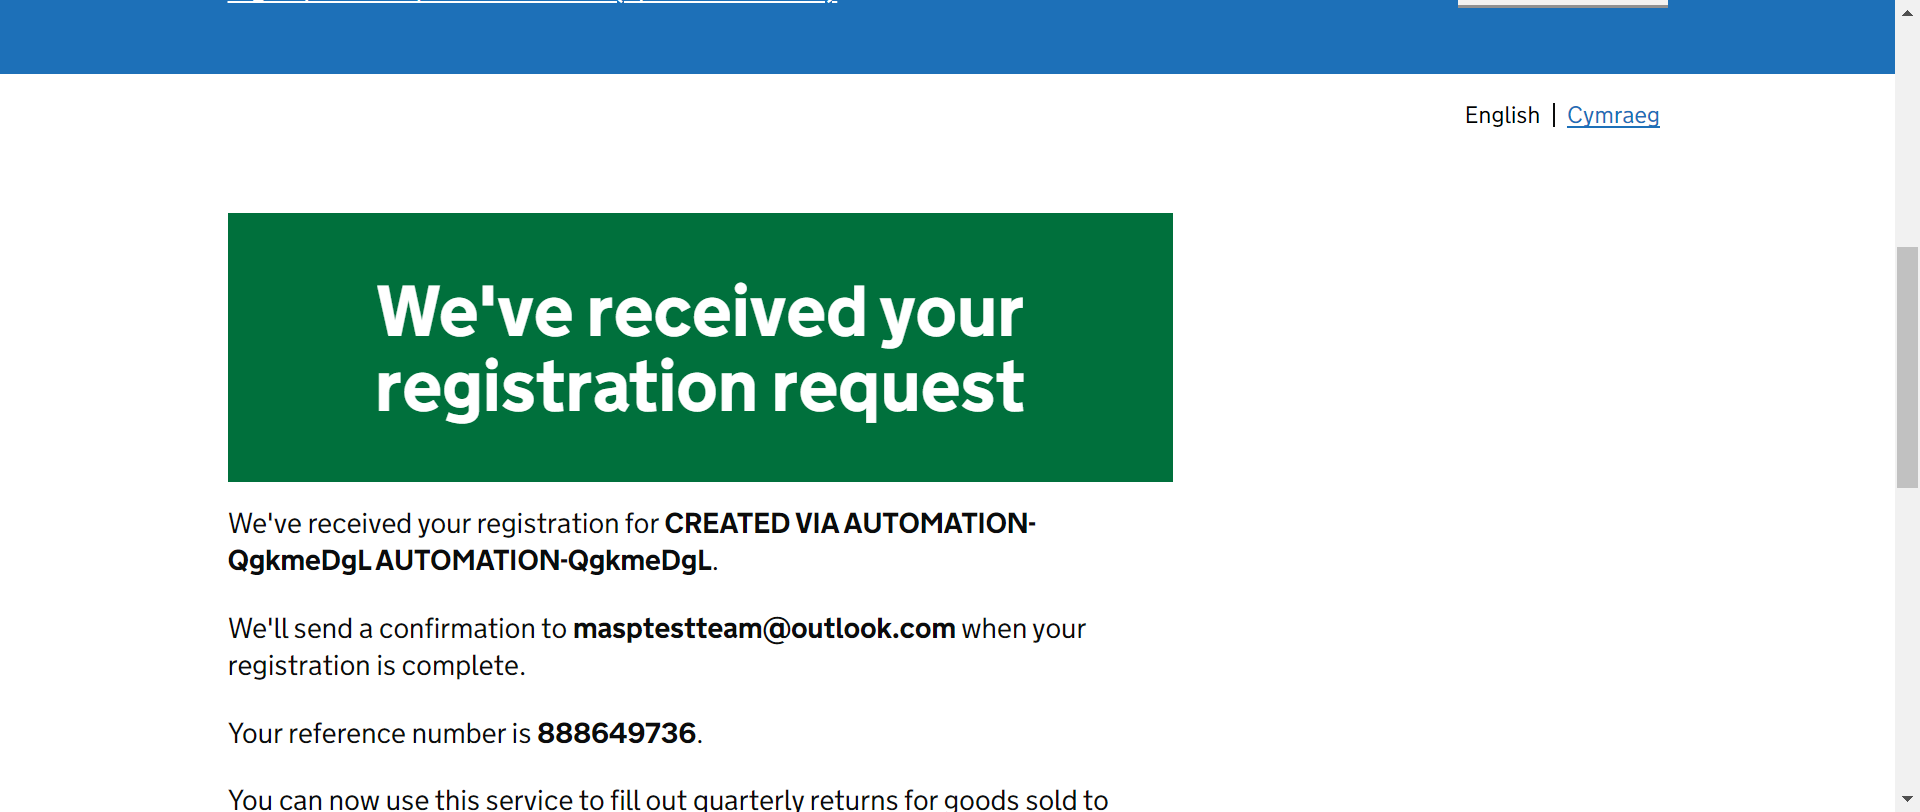 English | Cymraeg
We've received your
registration request
We've received your registration for CREATED VIA AUTOMATION-
QgkmeDgL AUTOMATION-QgkmeDgL.
We'll send a confirmation to masptestteam@outlook.com when your
registration is complete.
Your reference number is 888649736.
You can now use this service to fill out quarterly returns for goods sold to